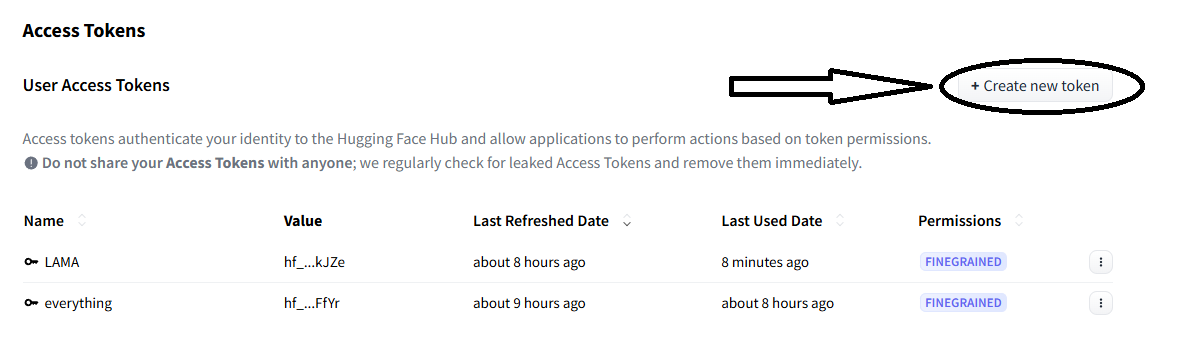 Access Tokens
User Access Tokens
+ Create new token
Access tokens authenticate your identity to the Hugging Face Hub and allow applications to perform actions based on token permissions.
Do not share your Access Tokens with anyone; we regularly check for leaked Access Tokens and remove them immediately.
Name Value Last Refreshed Date Last Used Date Permissions
LAMA hf_...kJZe about 8 hours ago 8 minutes ago FINEGRAINED
everything hf_...FfYr about 9 hours ago about 8 hours ago FINEGRAINED